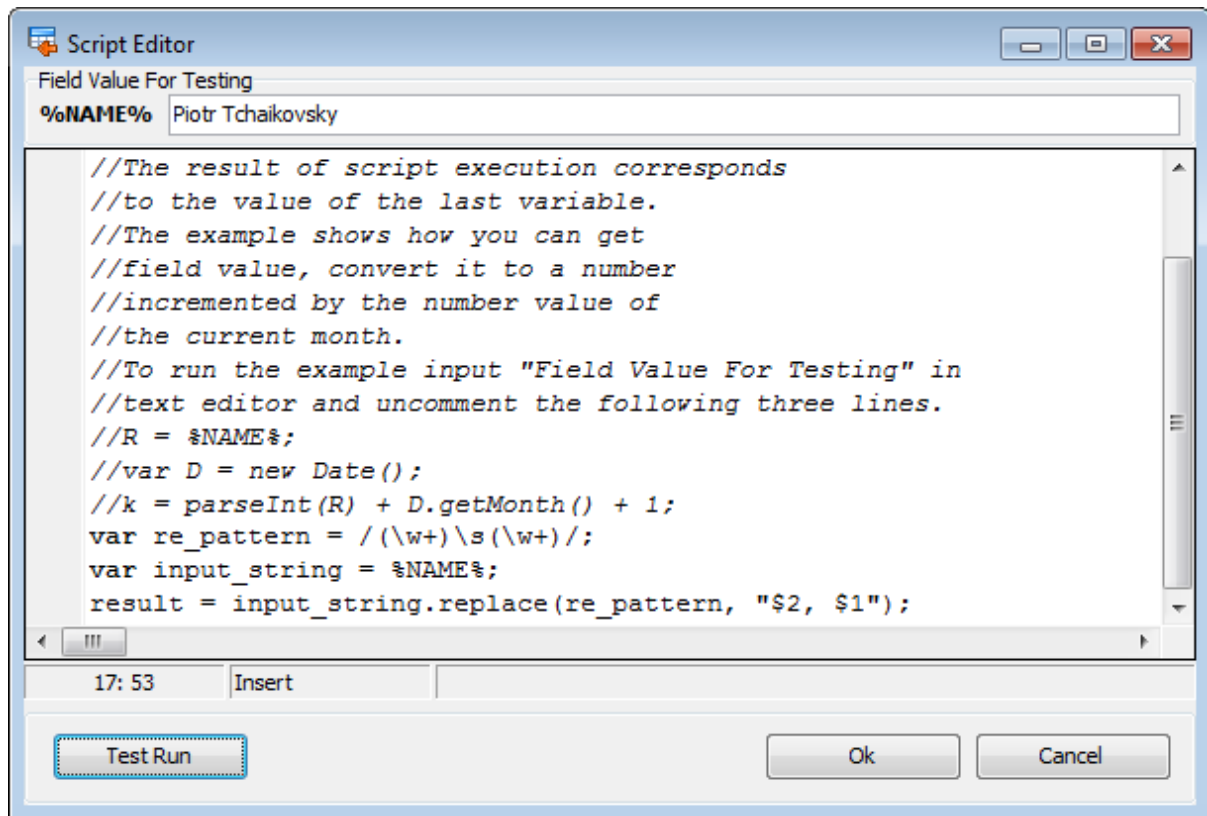 Script Editor
Field Value For Testing
%NAME% Piotr Tchaikovsky
//The result of script execution corresponds
//to the value of the last variable.
//The example shows how you can get
//field value, convert it to a number
//incremented by the number value of
//the current month.
//To run the example input "Field Value For Testing" in
//text editor and uncomment the following three lines.
//R = %NAME%;
//var D = new Date();
//k = parseInt(R) + D.getMonth() + 1;
var re_pattern = /(\w+)\s(\w+)/;
var input_string = %NAME%;
result = input_string.replace(re_pattern, "$2, $1");
17: 53 Insert
Test Run Ok Cancel